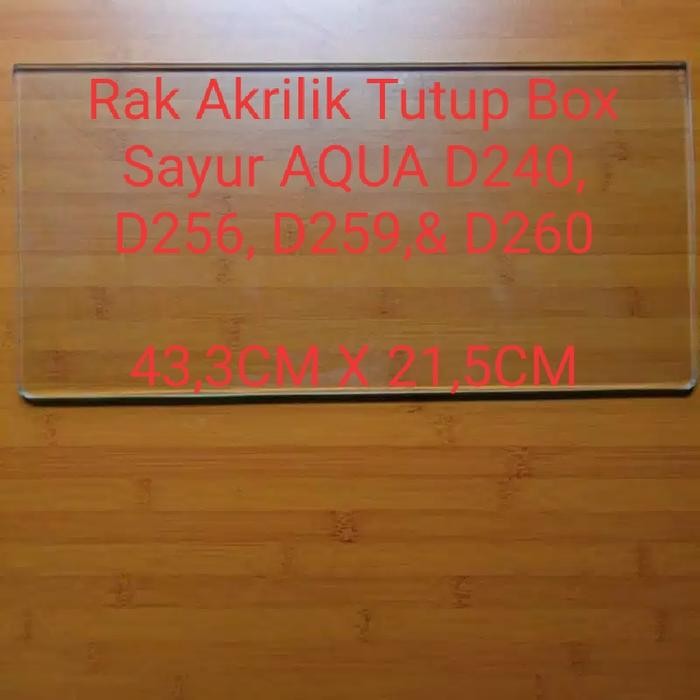 Rak Akrilik Tutup Box
Sayur AQUA D240,
D256, D259,& D260
43,3CM X 21,5CM